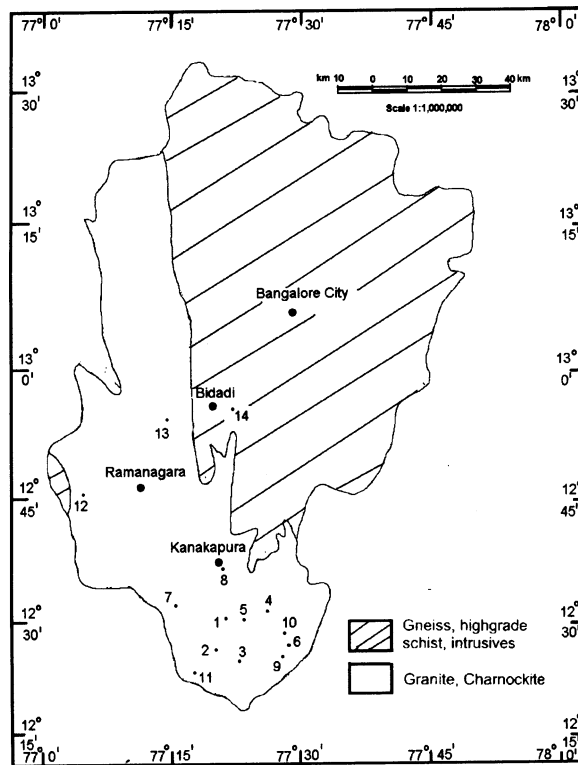 77° 0' 77° 15' 77° 30' 77° 45' 78° 0'
km 10 0 10 20 30 40 km
Scale 1:1,000,000
13° 30' 13° 30'
13° 15' 13° 15'
Bangalore City
13° 0' 13° 0'
Bidadi
14
13
Ramanagara
12
12° 45' 12° 45'
Kanakapura
8
7 4
1 5 10
12° 30' 12° 30'
2 3 6
9
11
Gneiss, highgrade
schist, intrusives
Granite, Charnockite
12° 15' 12° 15'
77° 0' 77° 15' 77° 30' 77° 45' 78° 0'